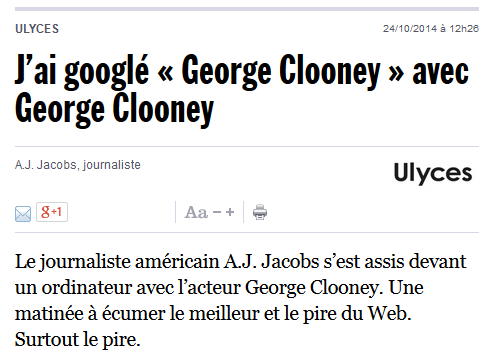 ULYCES
24/10/2014 à 12h26
J’ai googlé « George Clooney » avec
George Clooney
A.J. Jacobs, journaliste
Ulyces
g+1
Aa – +
Le journaliste américain A.J. Jacobs s’est assis devant
un ordinateur avec l’acteur George Clooney. Une
matinée à écumer le meilleur et le pire du Web.
Surtout le pire.